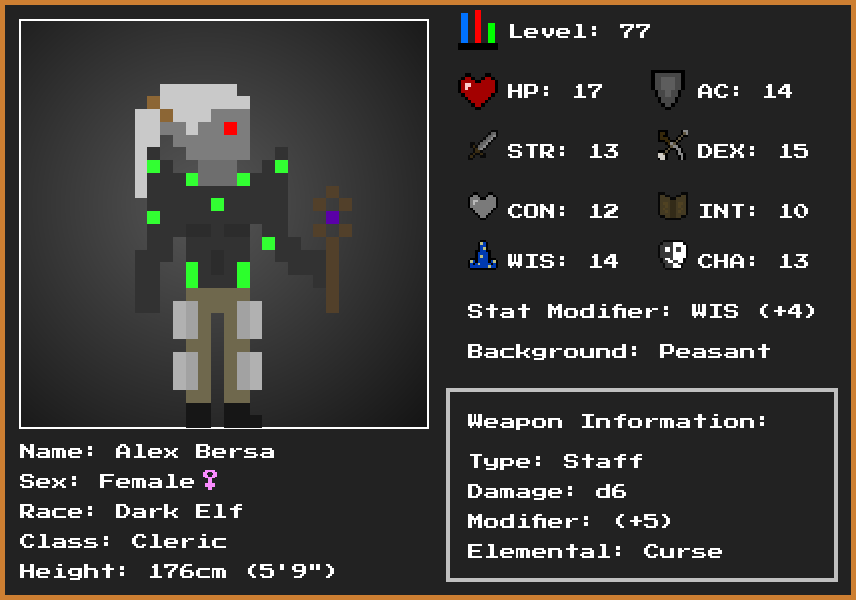 Level: 77
HP: 17 AC: 14
STR: 13 DEX: 15
CON: 12 INT: 10
WIS: 14 CHA: 13
Stat Modifier: WIS (+4)
Background: Peasant
Weapon Information:
Type: Staff
Damage: d6
Modifier: (+5)
Elemental: Curse
Name: Alex Bersa
Sex: Female♀
Race: Dark Elf
Class: Cleric
Height: 176cm (5'9")